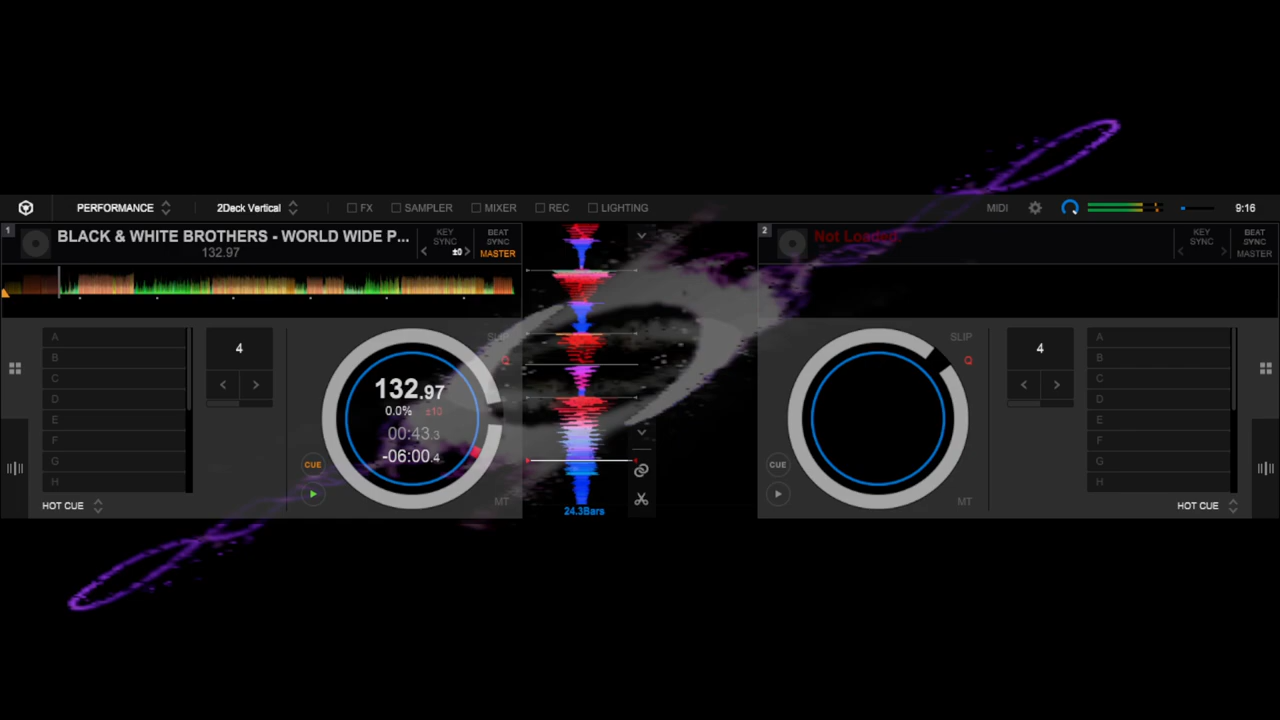 PERFORMANCE 2Deck Vertical FX SAMPLER MIXER REC LIGHTING MIDI 9:16
1 BLACK & WHITE BROTHERS - WORLD WIDE P...
132.97
KEY SYNC
±0
BEAT SYNC
MASTER
2 Not Loaded.
KEY SYNC
BEAT SYNC
MASTER
A
B
C
D
E
F
G
H
HOT CUE
4
SLIP
Q
132.97
0.0% ±10
00:43.3
-06:00.4
CUE
MT
24.3Bars
SLIP
Q
CUE
MT
4
A
B
C
D
E
F
G
H
HOT CUE